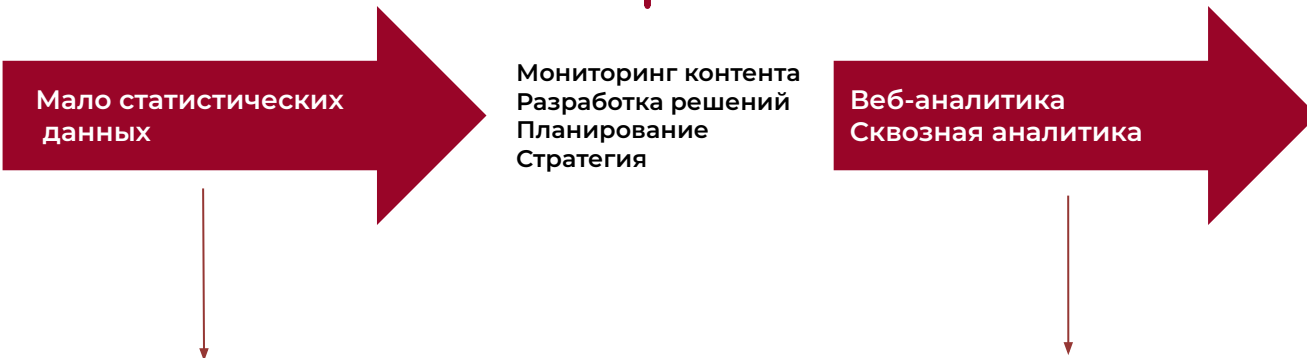 Мало статистических
данных
Мониторинг контента
Разработка решений
Планирование
Стратегия
Веб-аналитика
Сквозная аналитика